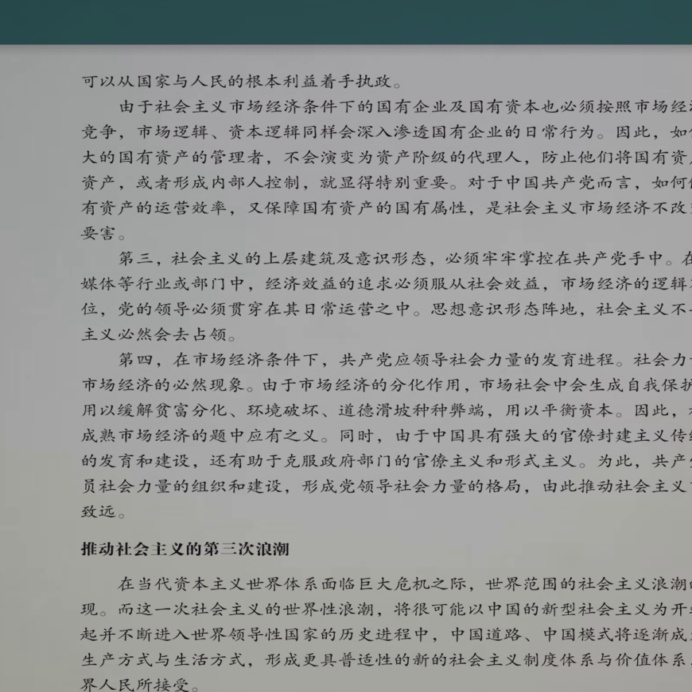 可以从国家与人民的根本利益着手执政。
由于社会主义市场经济条件下的国有企业及国有资本也必须按照市场经
竞争，市场逻辑、资本逻辑同样会深入渗透国有企业的日常行为。因此，如
大的国有资产的管理者，不会演变为资产阶级的代理人，防止他们将国有资
资产，或者形成内部人控制，就显得特别重要。对于中国共产党而言，如何
有资产的运营效率，又保障国有资产的国有属性，是社会主义市场经济不改
要害。
第三，社会主义的上层建筑及意识形态，必须牢牢掌控在共产党手中。在
媒体等行业或部门中，经济效益的追求必须服从社会效益，市场经济的逻辑
位，党的领导必须贯穿在其日常运营之中。思想意识形态阵地，社会主义不
主义必然会去占领。
第四，在市场经济条件下，共产党应领导社会力量的发育进程。社会力
市场经济的必然现象。由于市场经济的分化作用，市场社会中会生成自我保
用以缓解贫富分化、环境破坏、道德滑坡种种弊端，用以平衡资本。因此，
成熟市场经济的题中应有之义。同时，由于中国具有强大的官僚封建主义传
的发育和建设，还有助于克服政府部门的官僚主义和形式主义。为此，共产
员社会力量的组织和建设，形成党领导社会力量的格局，由此推动社会主义
致远。
推动社会主义的第三次浪潮
在当代资本主义世界体系面临巨大危机之际，世界范围的社会主义浪潮
现。而这一次社会主义的世界性浪潮，将很可能以中国的新型社会主义为开
起并不断进入世界领导性国家的历史进程中，中国道路、中国模式将逐渐成
生产方式与生活方式，形成更具普适性的新的社会主义制度体系与价值体系，
界人民所接受。